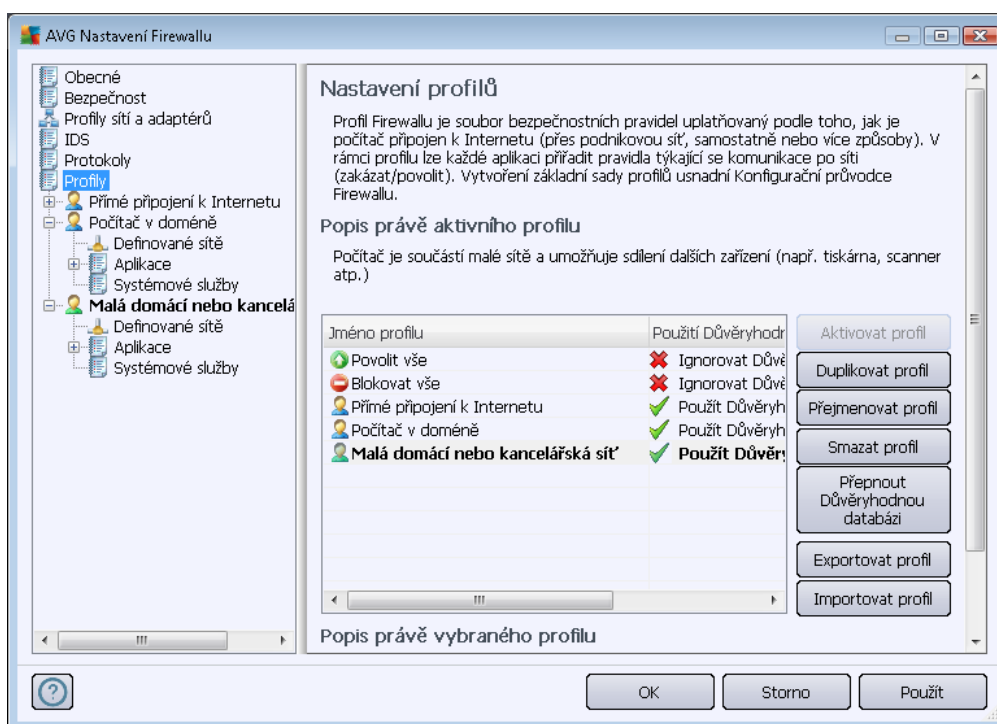 AVG Nastavení Firewallu
Obecné
Bezpečnost
Profily sítí a adaptérů
IDS
Protokoly
Profily
Přímé připojení k Internetu
Počítač v doméně
Definované sítě
Aplikace
Systémové služby
Malá domácí nebo kancelá
Definované sítě
Aplikace
Systémové služby
Nastavení profilů
Profil Firewallu je soubor bezpečnostních pravidel uplatňovaný podle toho, jak je
počítač připojen k Internetu (přes podnikovou síť, samostatně nebo více způsoby). V
rámci profilu lze každé aplikaci přiřadit pravidla týkající se komunikace po síti
(zakázat/povolit). Vytvoření základní sady profilů usnadní Konfigurační průvodce
Firewallu.
Popis právě aktivního profilu
Počítač je součástí malé sítě a umožňuje sdílení dalších zařízení (např. tiskárna, scanner
atp.)
Jméno profilu Použití Důvěryhodr
Povolit vše Ignorovat Důvě
Blokovat vše Ignorovat Důvě
Přímé připojení k Internetu Použít Důvěryh
Počítač v doméně Použít Důvěryh
Malá domácí nebo kancelářská síť Použít Důvěry
Aktivovat profil
Duplikovat profil
Přejmenovat profil
Smazat profil
Přepnout
Důvěryhodnou
databázi
Exportovat profil
Importovat profil
Popis právě vybraného profilu
OK Storno Použít